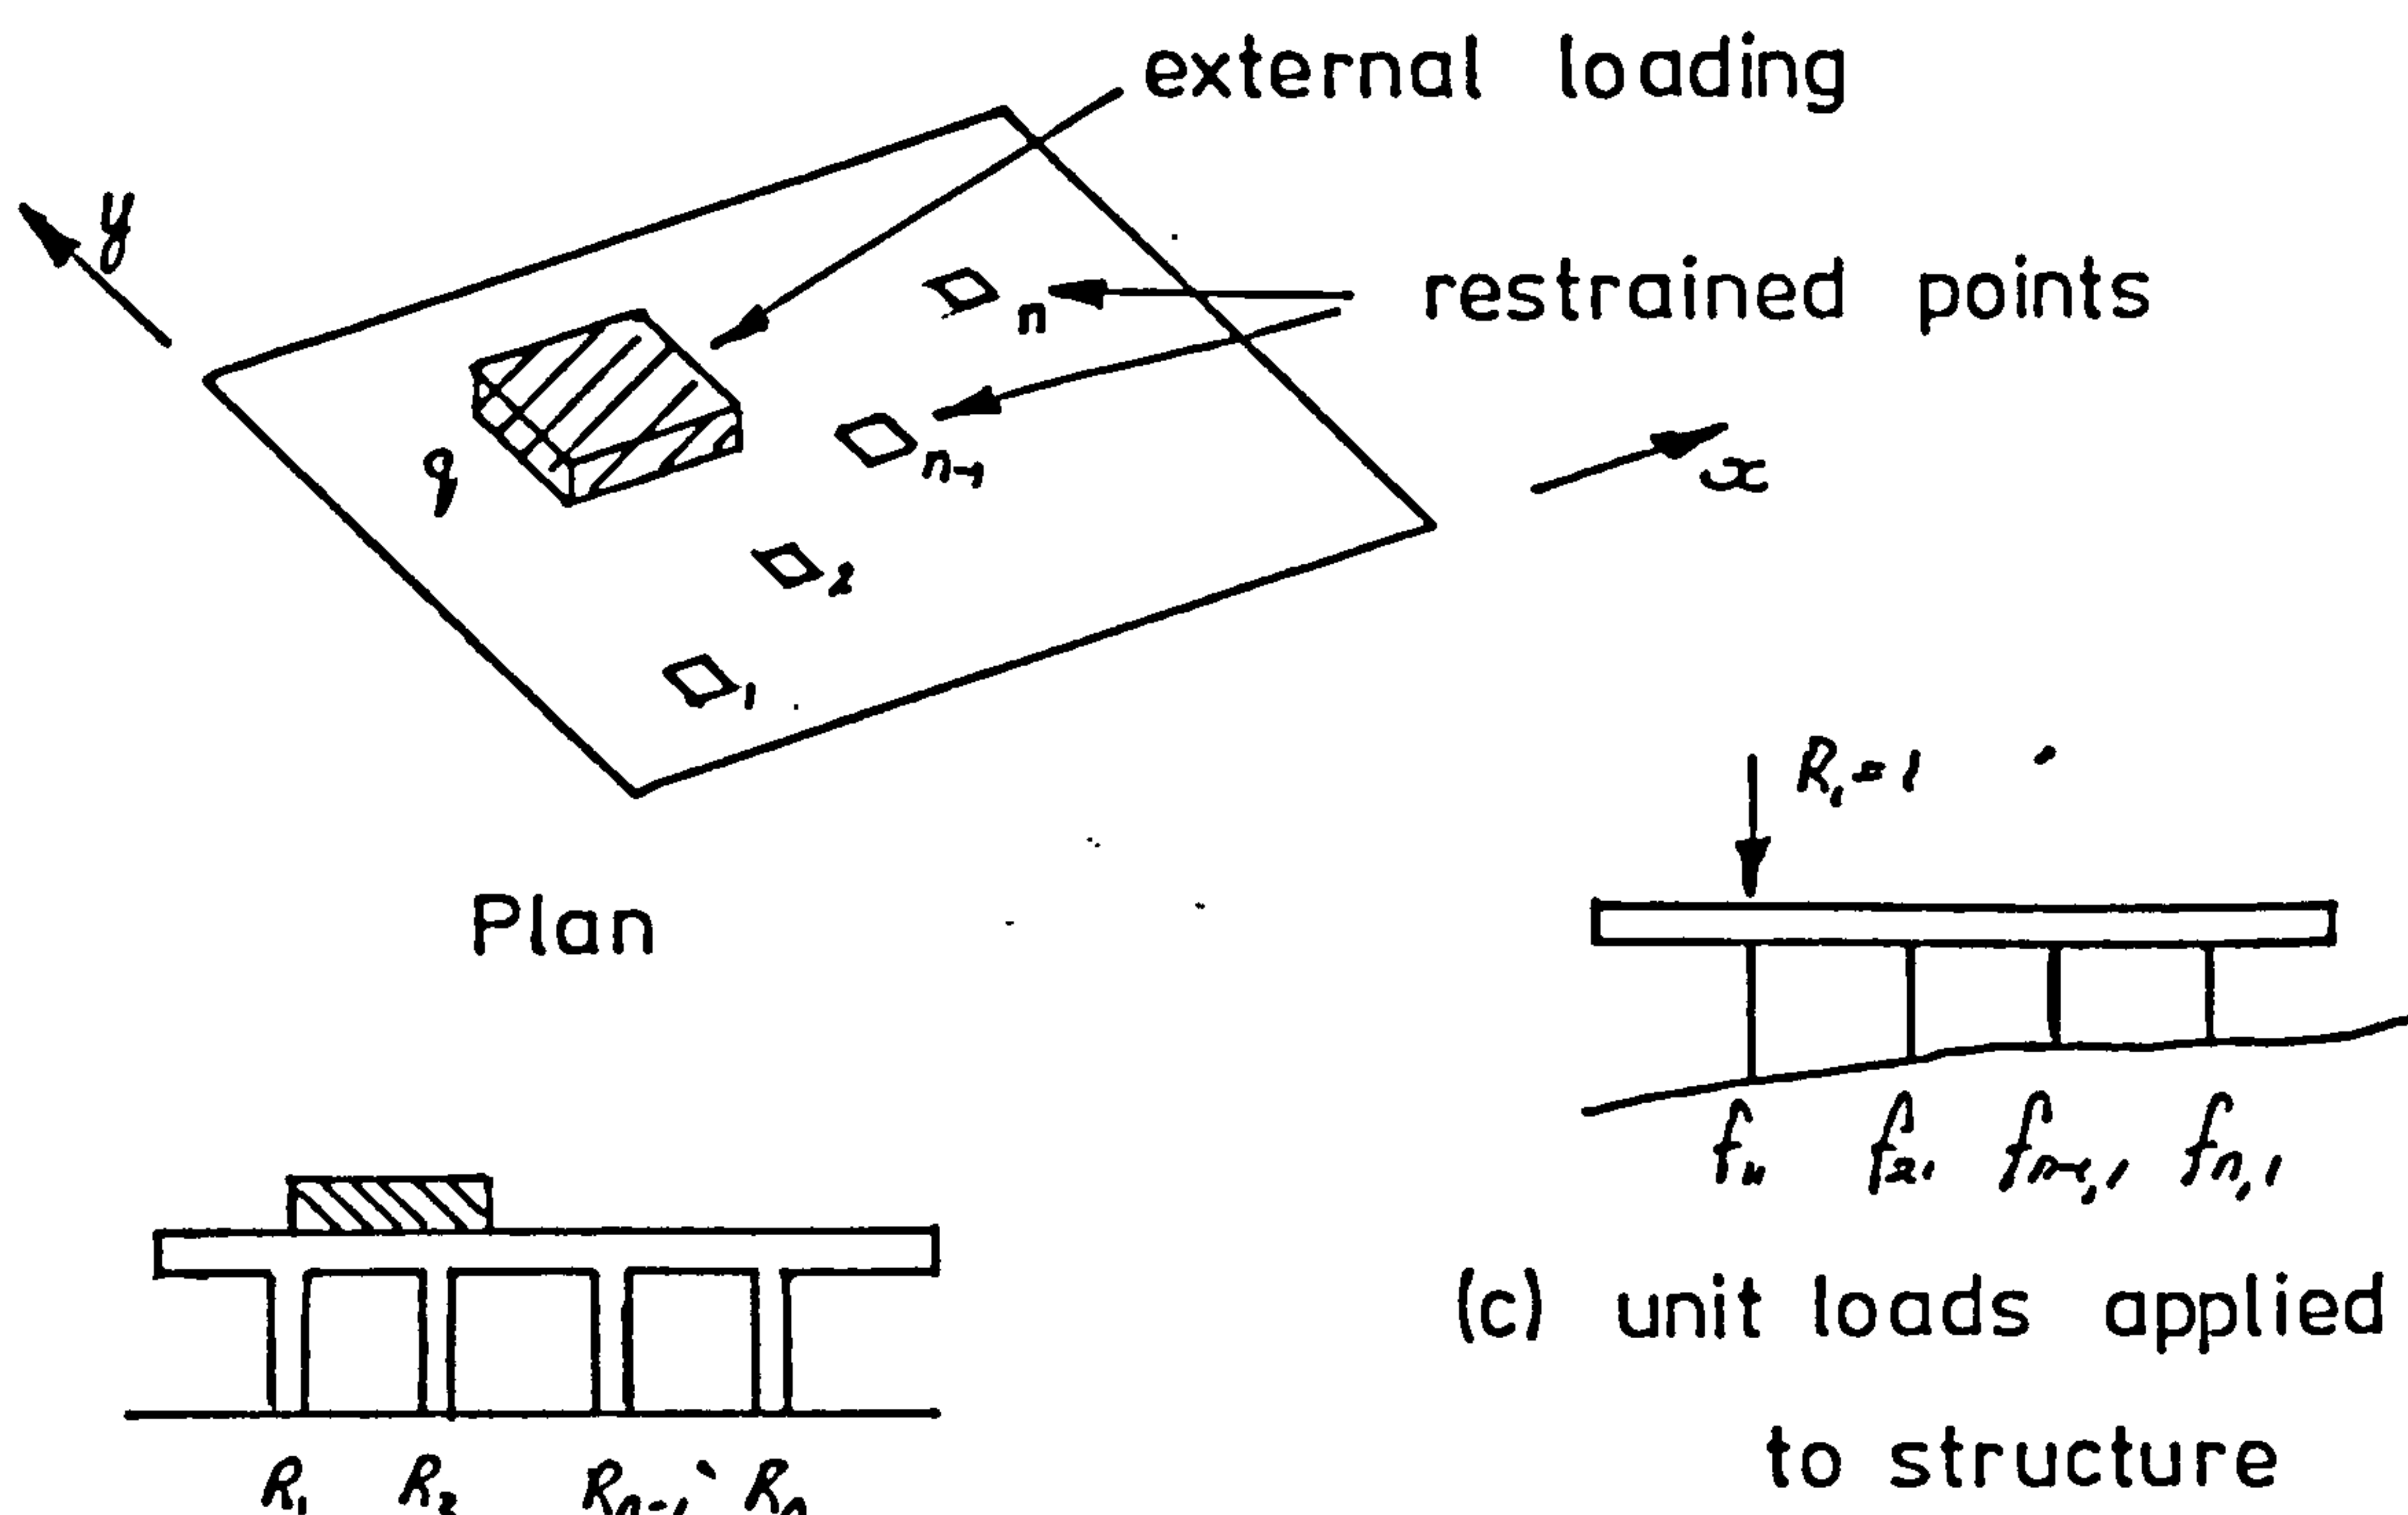 external loading
y
restrained points
n
n-1
x
q
2
1
R₁=1
Plan
f₁₁ f₂₁ fn-1,1 fn,1
(c) unit loads applied
to structure
R₁ R₂ Rn-1 Rn